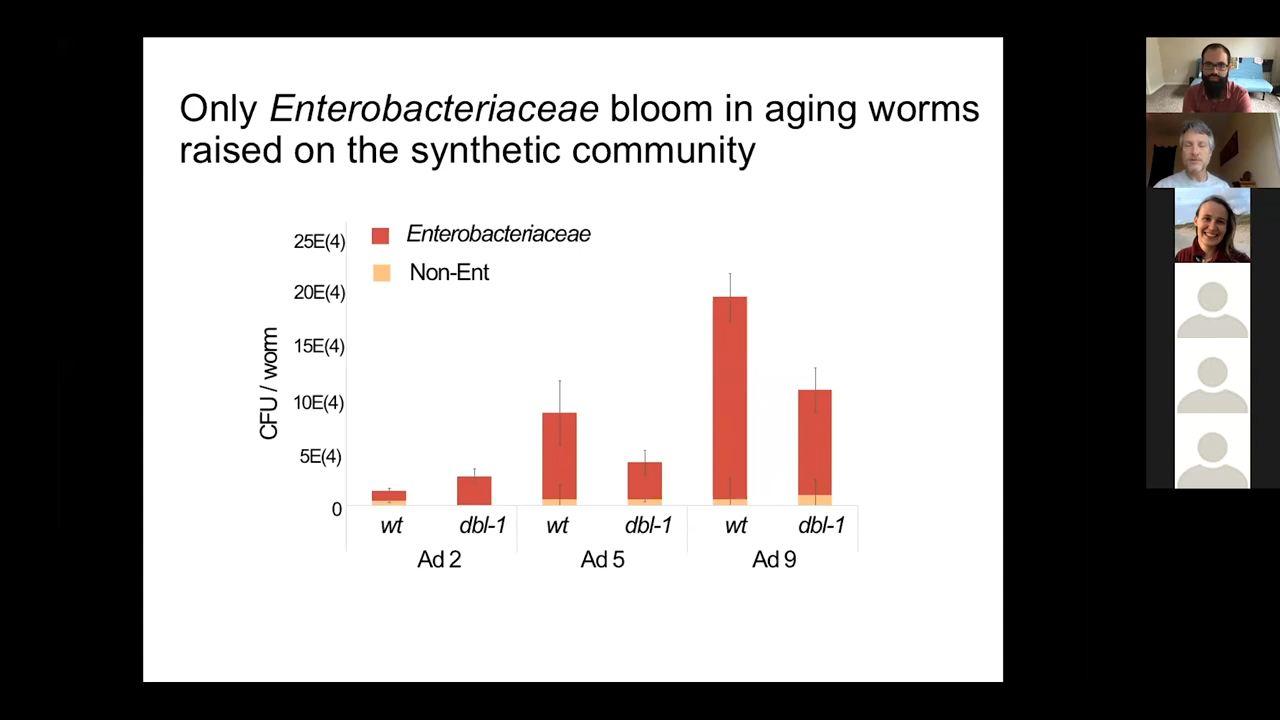 Only Enterobacteriaceae bloom in aging worms
raised on the synthetic community
Enterobacteriaceae
Non-Ent
CFU / worm
25E(4)
20E(4)
15E(4)
10E(4)
5E(4)
0
wt dbl-1 wt dbl-1 wt dbl-1
Ad 2 Ad 5 Ad 9